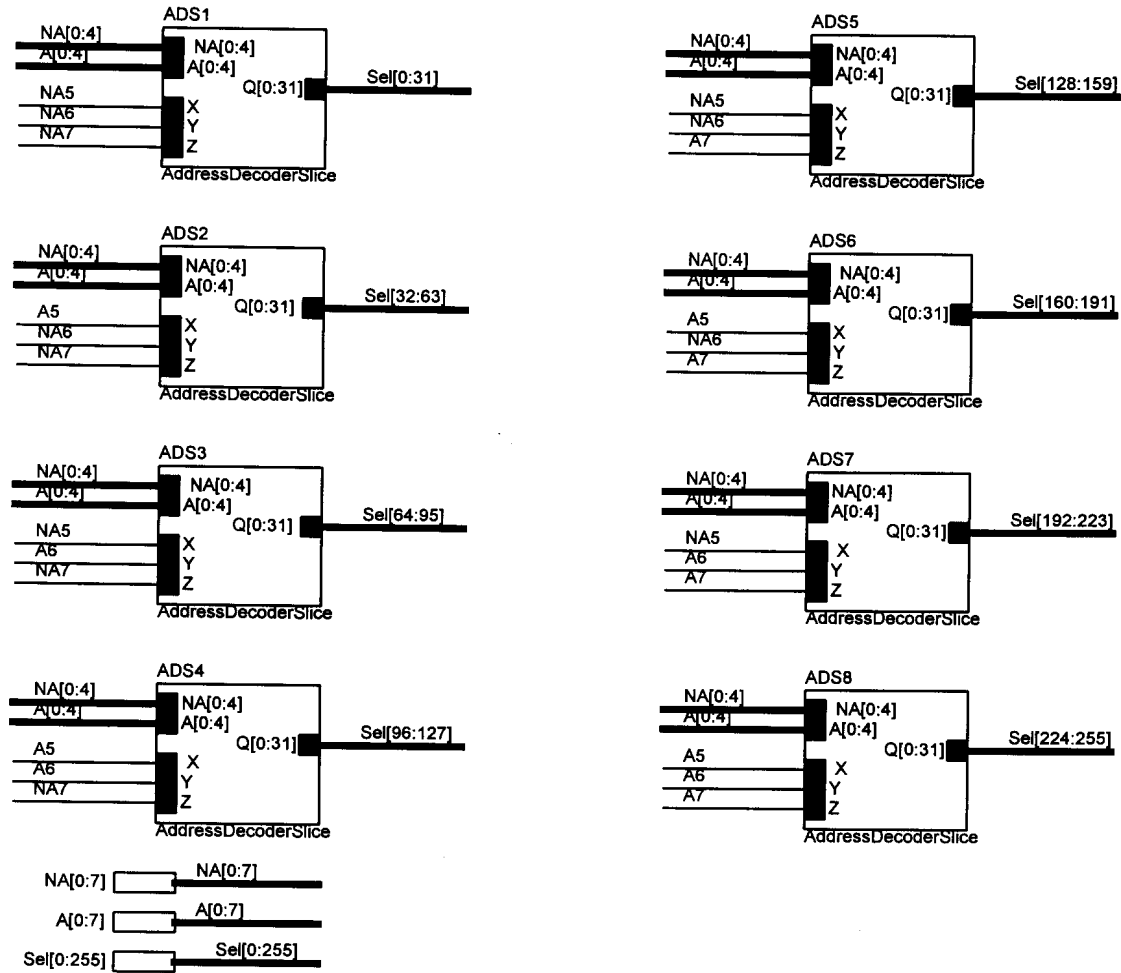 ADS1
NA[0:4]
A[0:4]
NA[0:4]
A[0:4]
Q[0:31]
Sel[0:31]
NA5
NA6
NA7
X
Y
Z
AddressDecoderSlice
ADS2
NA[0:4]
A[0:4]
NA[0:4]
A[0:4]
Q[0:31]
Sel[32:63]
A5
NA6
NA7
X
Y
Z
AddressDecoderSlice
ADS3
NA[0:4]
A[0:4]
NA[0:4]
A[0:4]
Q[0:31]
Sel[64:95]
NA5
A6
NA7
X
Y
Z
AddressDecoderSlice
ADS4
NA[0:4]
A[0:4]
NA[0:4]
A[0:4]
Q[0:31]
Sel[96:127]
A5
A6
NA7
X
Y
Z
AddressDecoderSlice
NA[0:7]
NA[0:7]
A[0:7]
A[0:7]
Sel[0:255]
Sel[0:255]
ADS5
NA[0:4]
A[0:4]
NA[0:4]
A[0:4]
Q[0:31]
Sel[128:159]
NA5
NA6
A7
X
Y
Z
AddressDecoderSlice
ADS6
NA[0:4]
A[0:4]
NA[0:4]
A[0:4]
Q[0:31]
Sel[160:191]
A5
NA6
A7
X
Y
Z
AddressDecoderSlice
ADS7
NA[0:4]
A[0:4]
NA[0:4]
A[0:4]
Q[0:31]
Sel[192:223]
NA5
A6
A7
X
Y
Z
AddressDecoderSlice
ADS8
NA[0:4]
A[0:4]
NA[0:4]
A[0:4]
Q[0:31]
Sel[224:255]
A5
A6
A7
X
Y
Z
AddressDecoderSlice